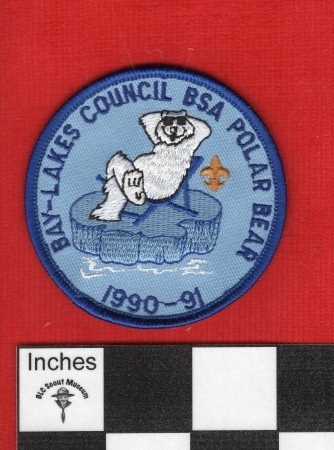 BAY-LAKES COUNCIL BSA POLAR BEAR
1990-91
Inches
BLC Scout Museum